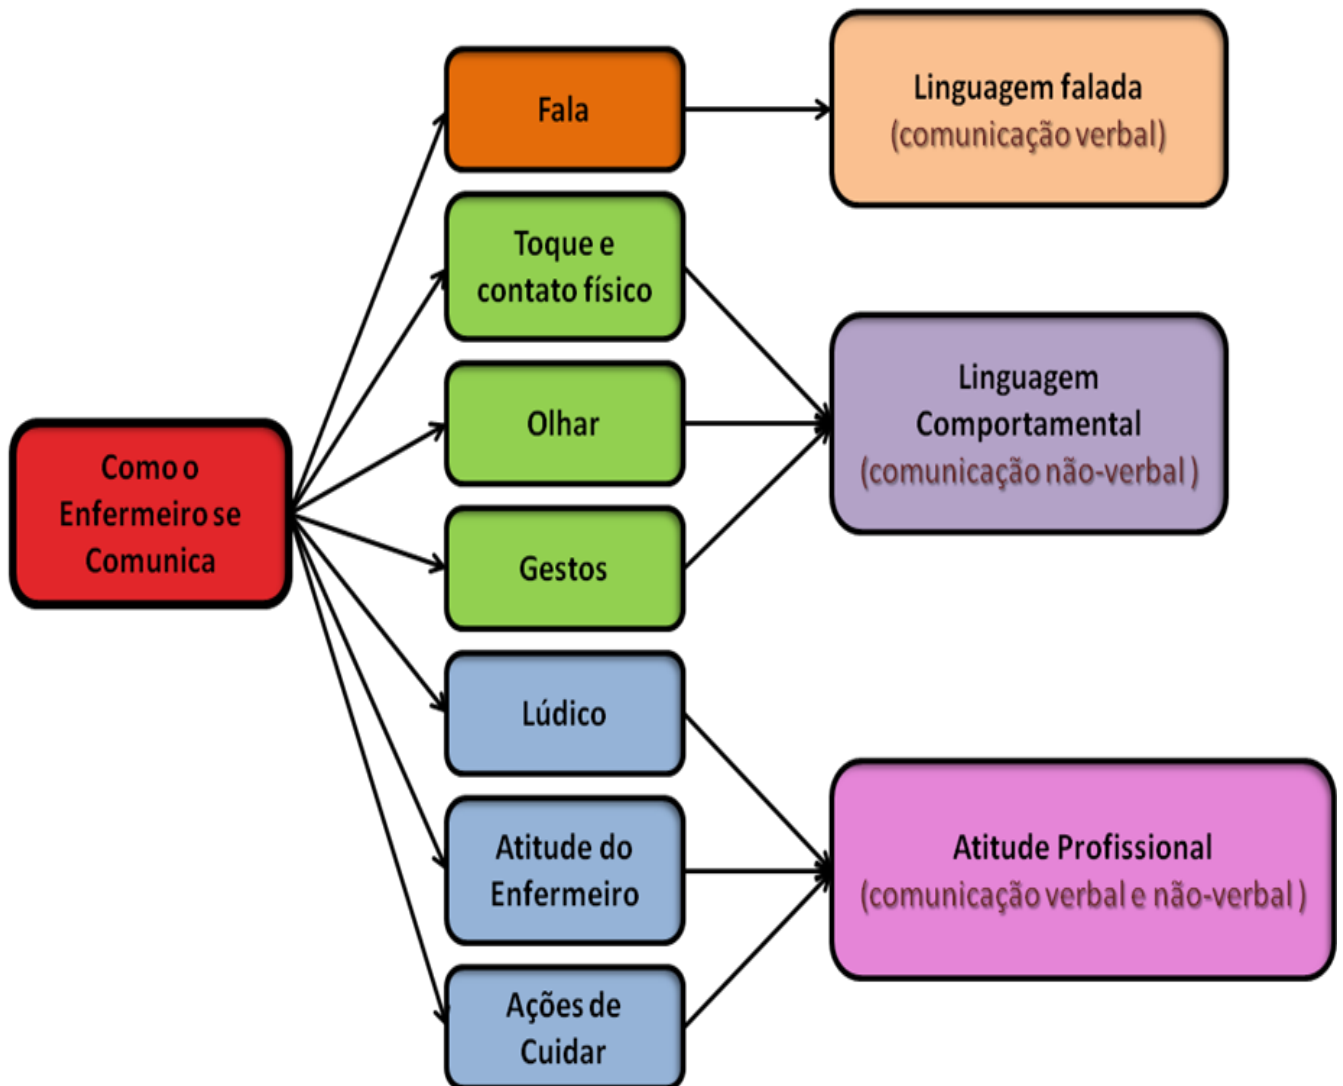 Fala
Linguagem falada
(comunicação verbal)
Toque e
contato físico
Olhar
Gestos
Linguagem
Comportamental
(comunicação não-verbal )
Como o
Enfermeiro se
Comunica
Lúdico
Atitude do
Enfermeiro
Ações de
Cuidar
Atitude Profissional
(comunicação verbal e não-verbal )